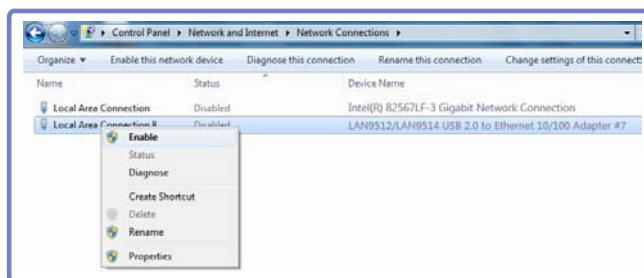 Control Panel ▸ Network and Internet ▸ Network Connections ▸
Organize ▾ Enable this network device Diagnose this connection Rename this connection Change settings of this connect
Name Status Device Name
Local Area Connection Disabled Intel(R) 82567LF-3 Gigabit Network Connection
Local Area Connection 8 Disabled LAN9512/LAN9514 USB 2.0 to Ethernet 10/100 Adapter #7
Enable
Status
Diagnose
Create Shortcut
Delete
Rename
Properties